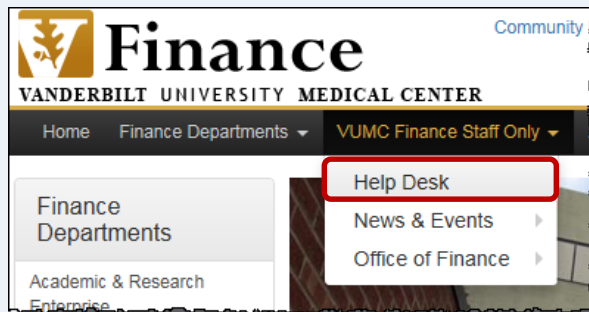 Community
Finance
VANDERBILT UNIVERSITY MEDICAL CENTER
Home Finance Departments VUMC Finance Staff Only
Help Desk
News & Events
Office of Finance
Finance
Departments
Academic & Research
Enterprise